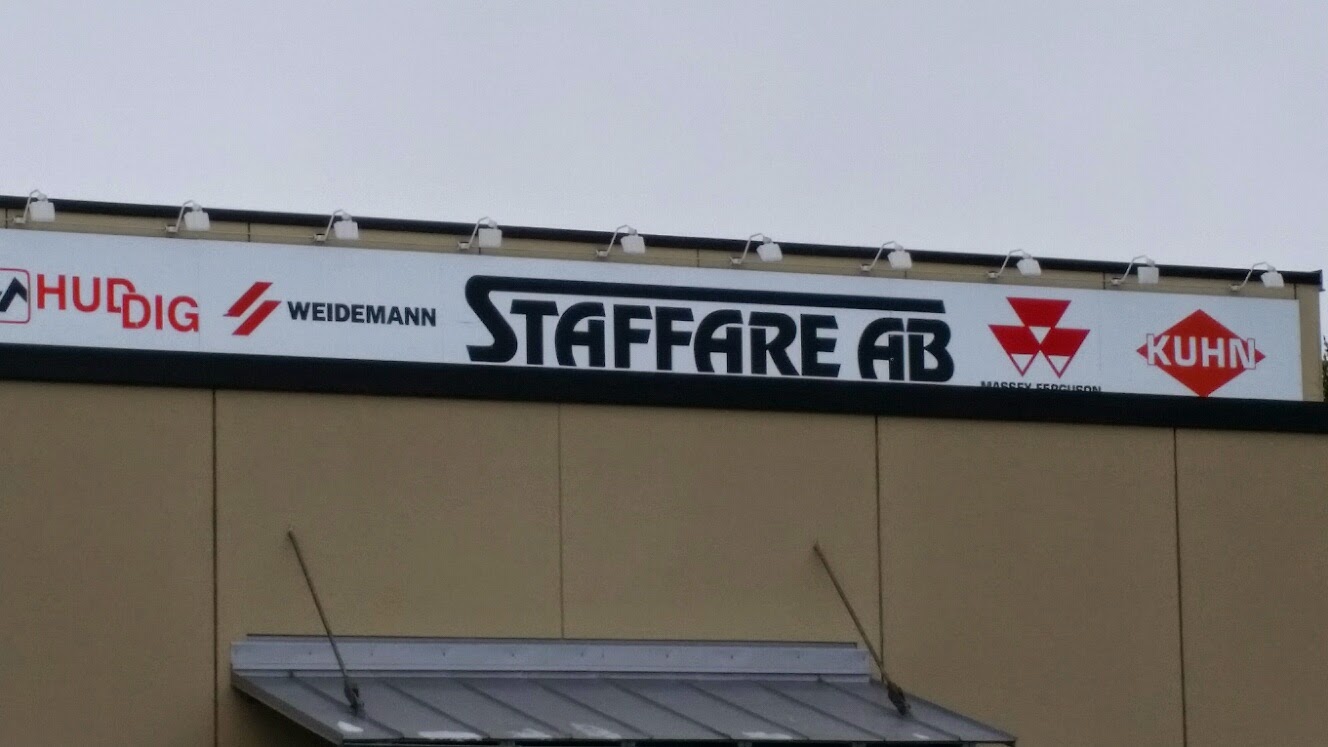 HUDDIG
WEIDEMANN
STAFFARE AB
MASSEY FERGUSON
KUHN